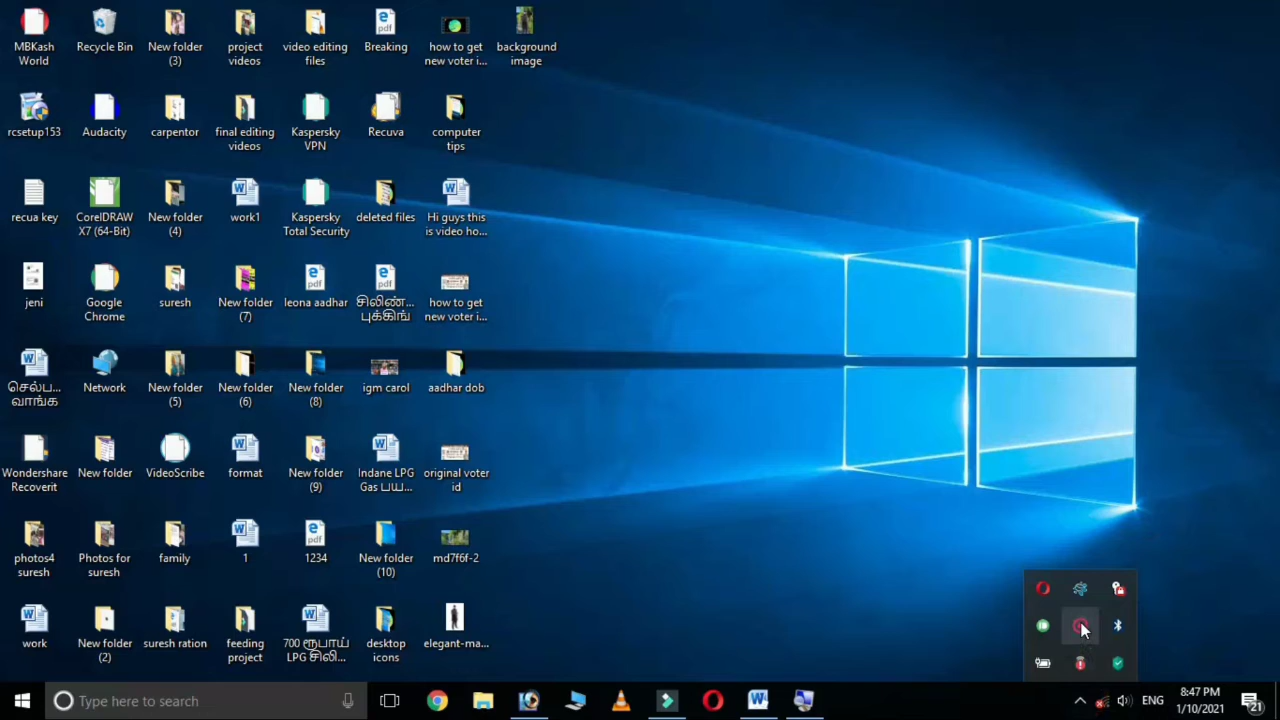 MBKash World
Recycle Bin
New folder (3)
project videos
video editing files
Breaking
how to get new voter i...
background image
rcsetup153
Audacity
carpentor
final editing videos
Kaspersky VPN
Recuva
computer tips
recua key
CorelDRAW X7 (64-Bit)
New folder (4)
work1
Kaspersky Total Security
deleted files
Hi guys this is video ho...
jeni
Google Chrome
suresh
New folder (7)
leona aadhar
சிலிண்... புக்கிங்
how to get new voter i...
செல்ப... வாங்க
Network
New folder (5)
New folder (6)
New folder (8)
igm carol
aadhar dob
Wondershare Recoverit
New folder
VideoScribe
format
New folder (9)
Indane LPG Gas பய...
original voter id
photos4 suresh
Photos for suresh
family
1
1234
New folder (10)
md7f6f-2
work
New folder (2)
suresh ration
feeding project
700 ரூபாய் LPG சிலி...
desktop icons
elegant-ma...
Type here to search
ENG
8:47 PM
1/10/2021
21